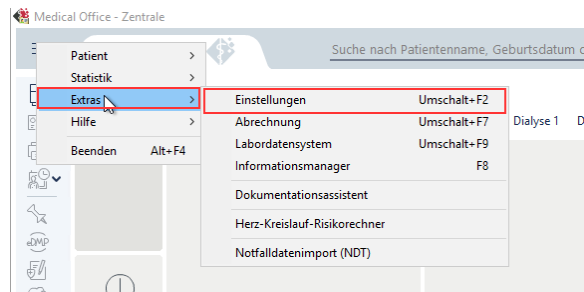 Medical Office - Zentrale
Suche nach Patientenname, Geburtsdatum
Patient
Statistik
Extras
Hilfe
Beenden Alt+F4
Einstellungen Umschalt+F2
Abrechnung Umschalt+F7
Labordatensystem Umschalt+F9
Informationsmanager F8
Dokumentationsassistent
Herz-Kreislauf-Risikorechner
Notfalldatenimport (NDT)
Dialyse 1 D
eDMP